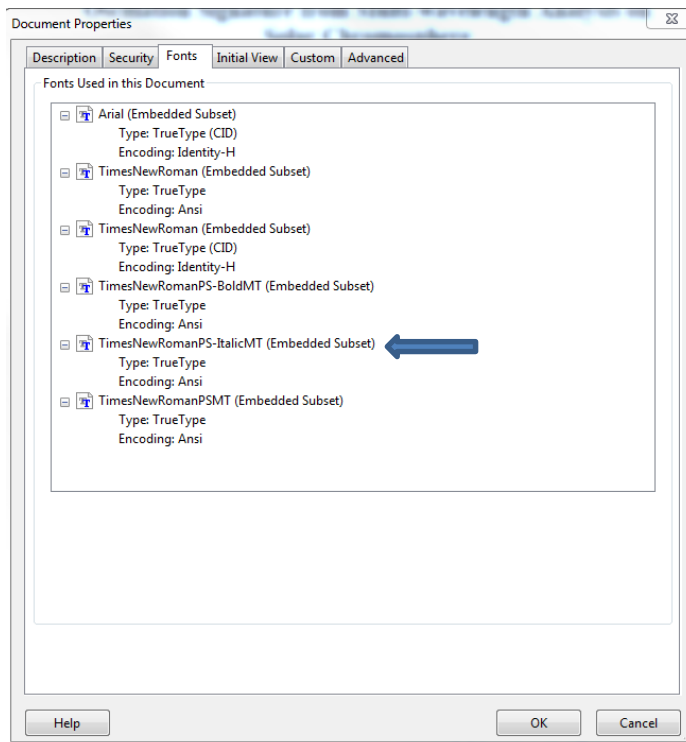 Document Properties
Description Security Fonts Initial View Custom Advanced
Fonts Used in this Document
Arial (Embedded Subset)
Type: TrueType (CID)
Encoding: Identity-H
TimesNewRoman (Embedded Subset)
Type: TrueType
Encoding: Ansi
TimesNewRoman (Embedded Subset)
Type: TrueType (CID)
Encoding: Identity-H
TimesNewRomanPS-BoldMT (Embedded Subset)
Type: TrueType
Encoding: Ansi
TimesNewRomanPS-ItalicMT (Embedded Subset)
Type: TrueType
Encoding: Ansi
TimesNewRomanPSMT (Embedded Subset)
Type: TrueType
Encoding: Ansi
Help OK Cancel